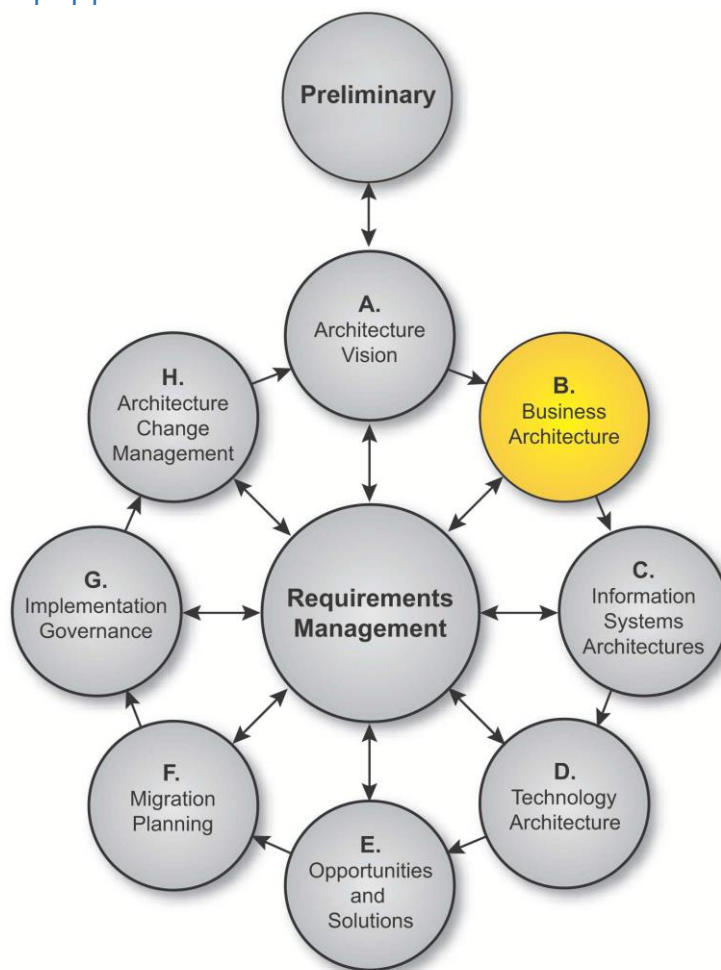 Preliminary
A.
Architecture
Vision
B.
Business
Architecture
C.
Information
Systems
Architectures
D.
Technology
Architecture
E.
Opportunities
and
Solutions
F.
Migration
Planning
G.
Implementation
Governance
H.
Architecture
Change
Management
Requirements
Management